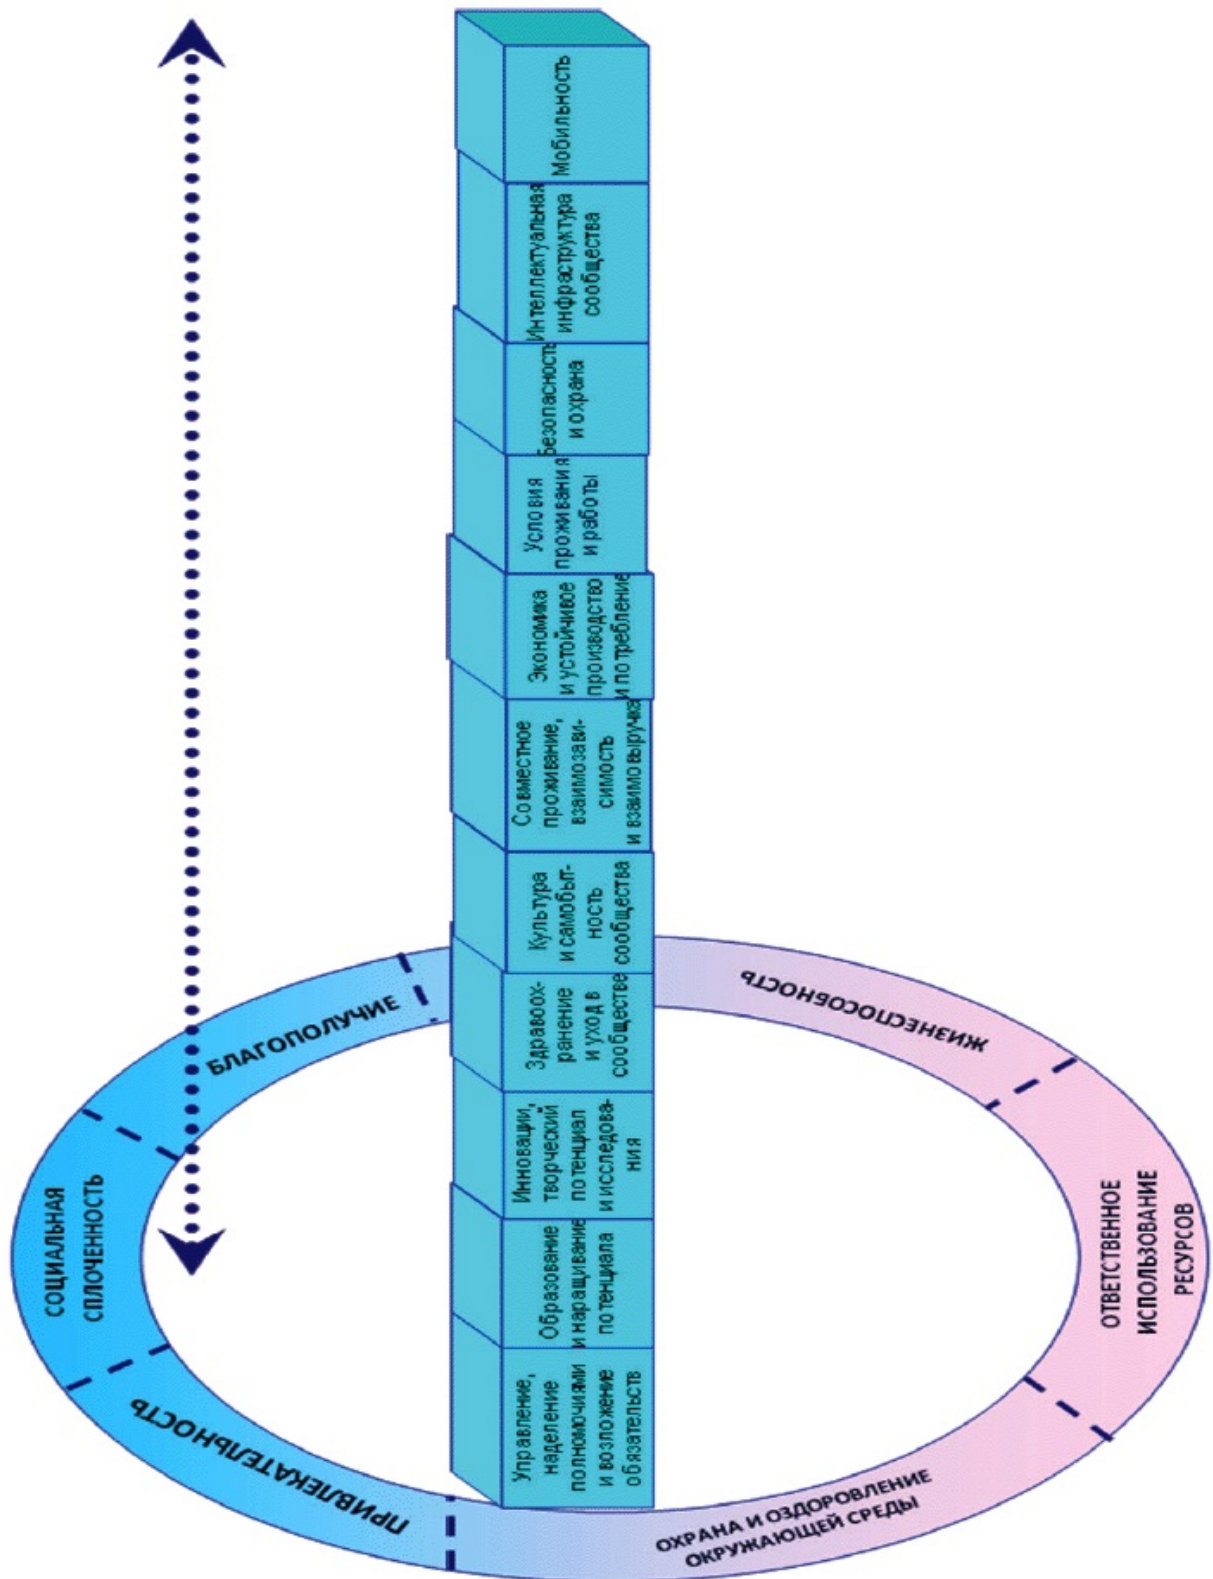 Мобильность
Интеллектуальная
инфраструктура
сообщества
Безопасность
и охрана
Условия
проживания
и работы
Экономика
и устойчивое
производство
и потребление
Совместное
проживание,
взаимозави-
симость
и взаимовыручка
Культура
и самобыт-
ность
сообщества
Здравоох-
ранение
и уход в
сообществе
Инновации,
творческий
потенциал
и исследова-
ния
Образование
и наращивание
потенциала
Управление,
наделение
полномочиями
и возложение
обязательств
БЛАГОПОЛУЧИЕ
СОЦИАЛЬНАЯ
СПЛОЧЕННОСТЬ
ПРИВЛЕКАТЕЛЬНОСТЬ
ЖИЗНЕСПОСОБНОСТЬ
ОТВЕТСТВЕННОЕ
ИСПОЛЬЗОВАНИЕ
РЕСУРСОВ
ОХРАНА И ОЗДОРОВЛЕНИЕ
ОКРУЖАЮЩЕЙ СРЕДЫ